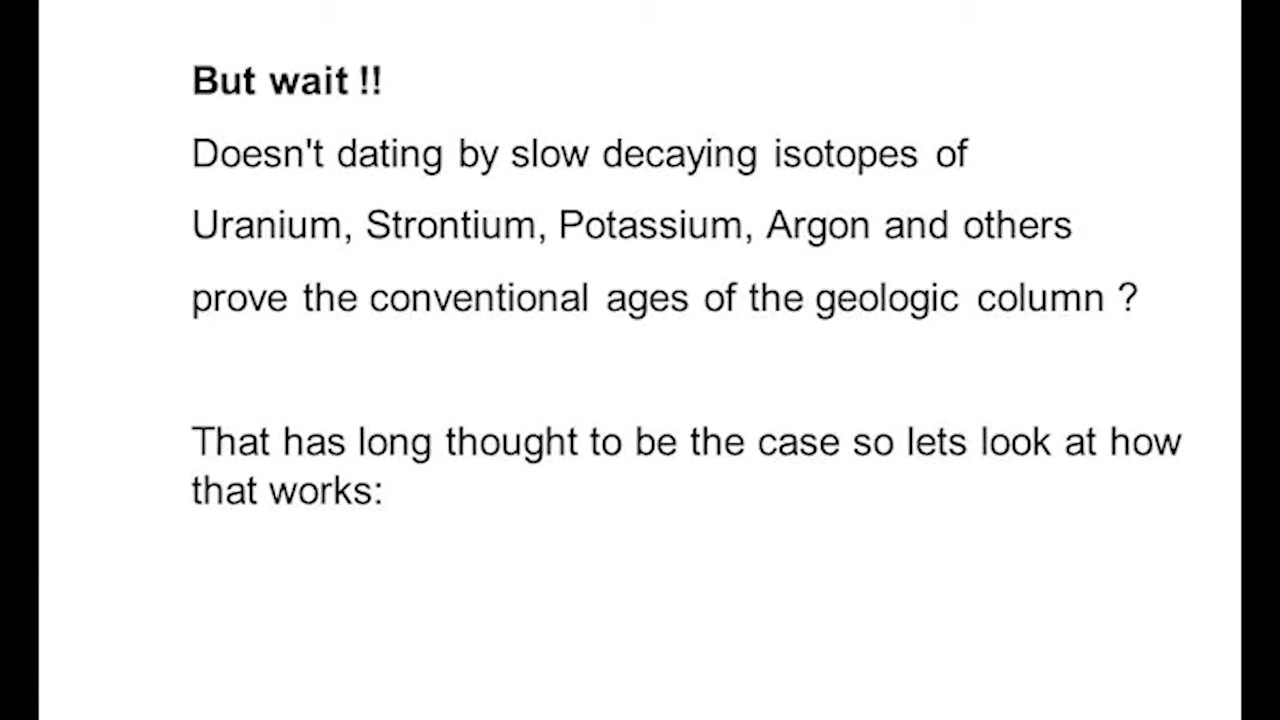 But wait !!
Doesn't dating by slow decaying isotopes of
Uranium, Strontium, Potassium, Argon and others
prove the conventional ages of the geologic column ?
That has long thought to be the case so lets look at how
that works: